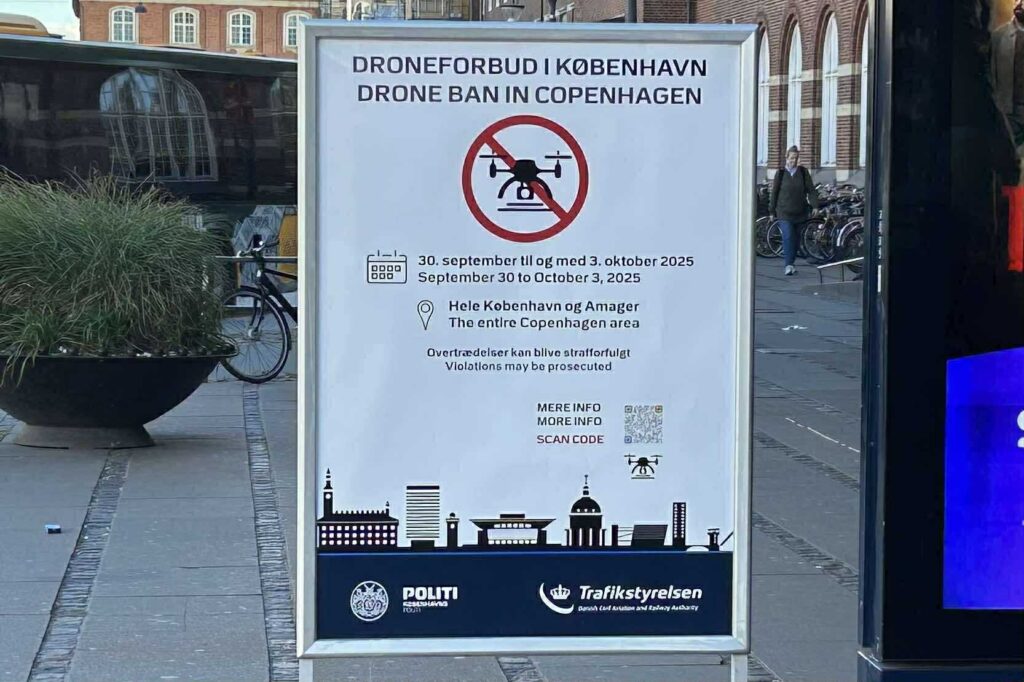 DRONEFORBUD I KØBENHAVN
DRONE BAN IN COPENHAGEN
30. september til og med 3. oktober 2025
September 30 to October 3, 2025
Hele København og Amager
The entire Copenhagen area
Overtrædelser kan blive strafforfulgt
Violations may be prosecuted
MERE INFO
MORE INFO
SCAN CODE
POLITI
KØBENHAVNS
POLITI
Trafikstyrelsen
Danish Civil Aviation and Railway Authority